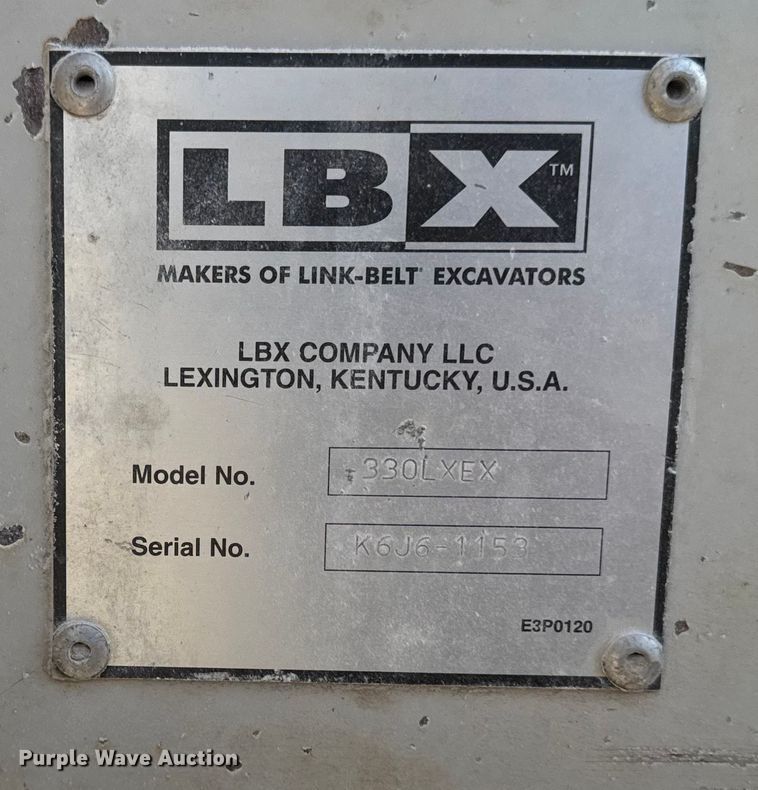 LBX™
MAKERS OF LINK-BELT® EXCAVATORS
LBX COMPANY LLC
LEXINGTON, KENTUCKY, U.S.A.
Model No. 330LXEX
Serial No. K6J6-1153
E3P0120
Purple Wave Auction